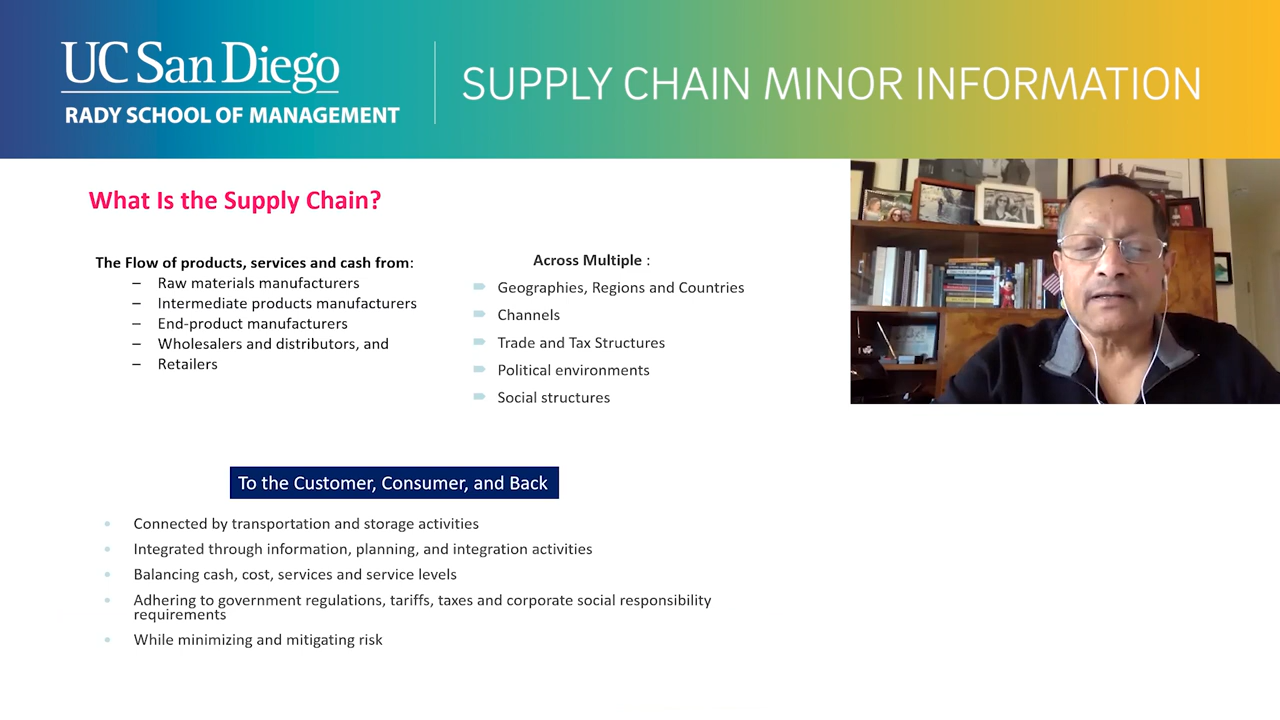 UC San Diego
RADY SCHOOL OF MANAGEMENT
SUPPLY CHAIN MINOR INFORMATION
What Is the Supply Chain?
The Flow of products, services and cash from:
– Raw materials manufacturers
– Intermediate products manufacturers
– End-product manufacturers
– Wholesalers and distributors, and
– Retailers
Across Multiple :
Geographies, Regions and Countries
Channels
Trade and Tax Structures
Political environments
Social structures
To the Customer, Consumer, and Back
• Connected by transportation and storage activities
• Integrated through information, planning, and integration activities
• Balancing cash, cost, services and service levels
• Adhering to government regulations, tariffs, taxes and corporate social responsibility
requirements
• While minimizing and mitigating risk